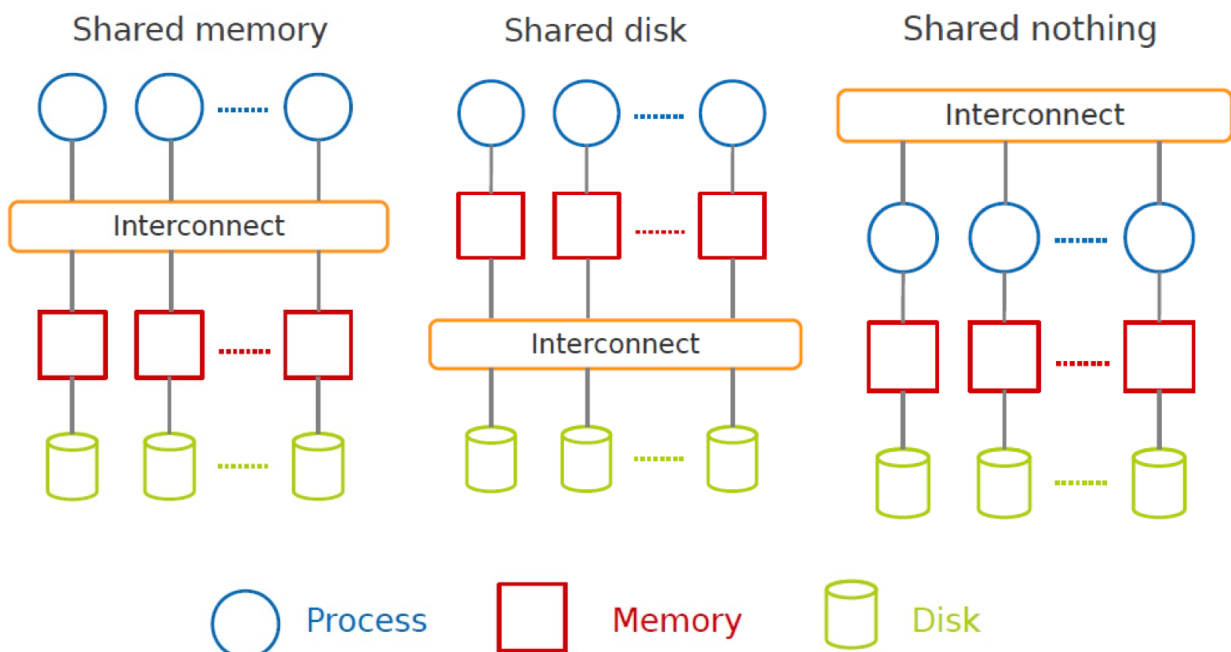 Shared memory
Shared disk
Shared nothing
Interconnect
Interconnect
Interconnect
Process
Memory
Disk